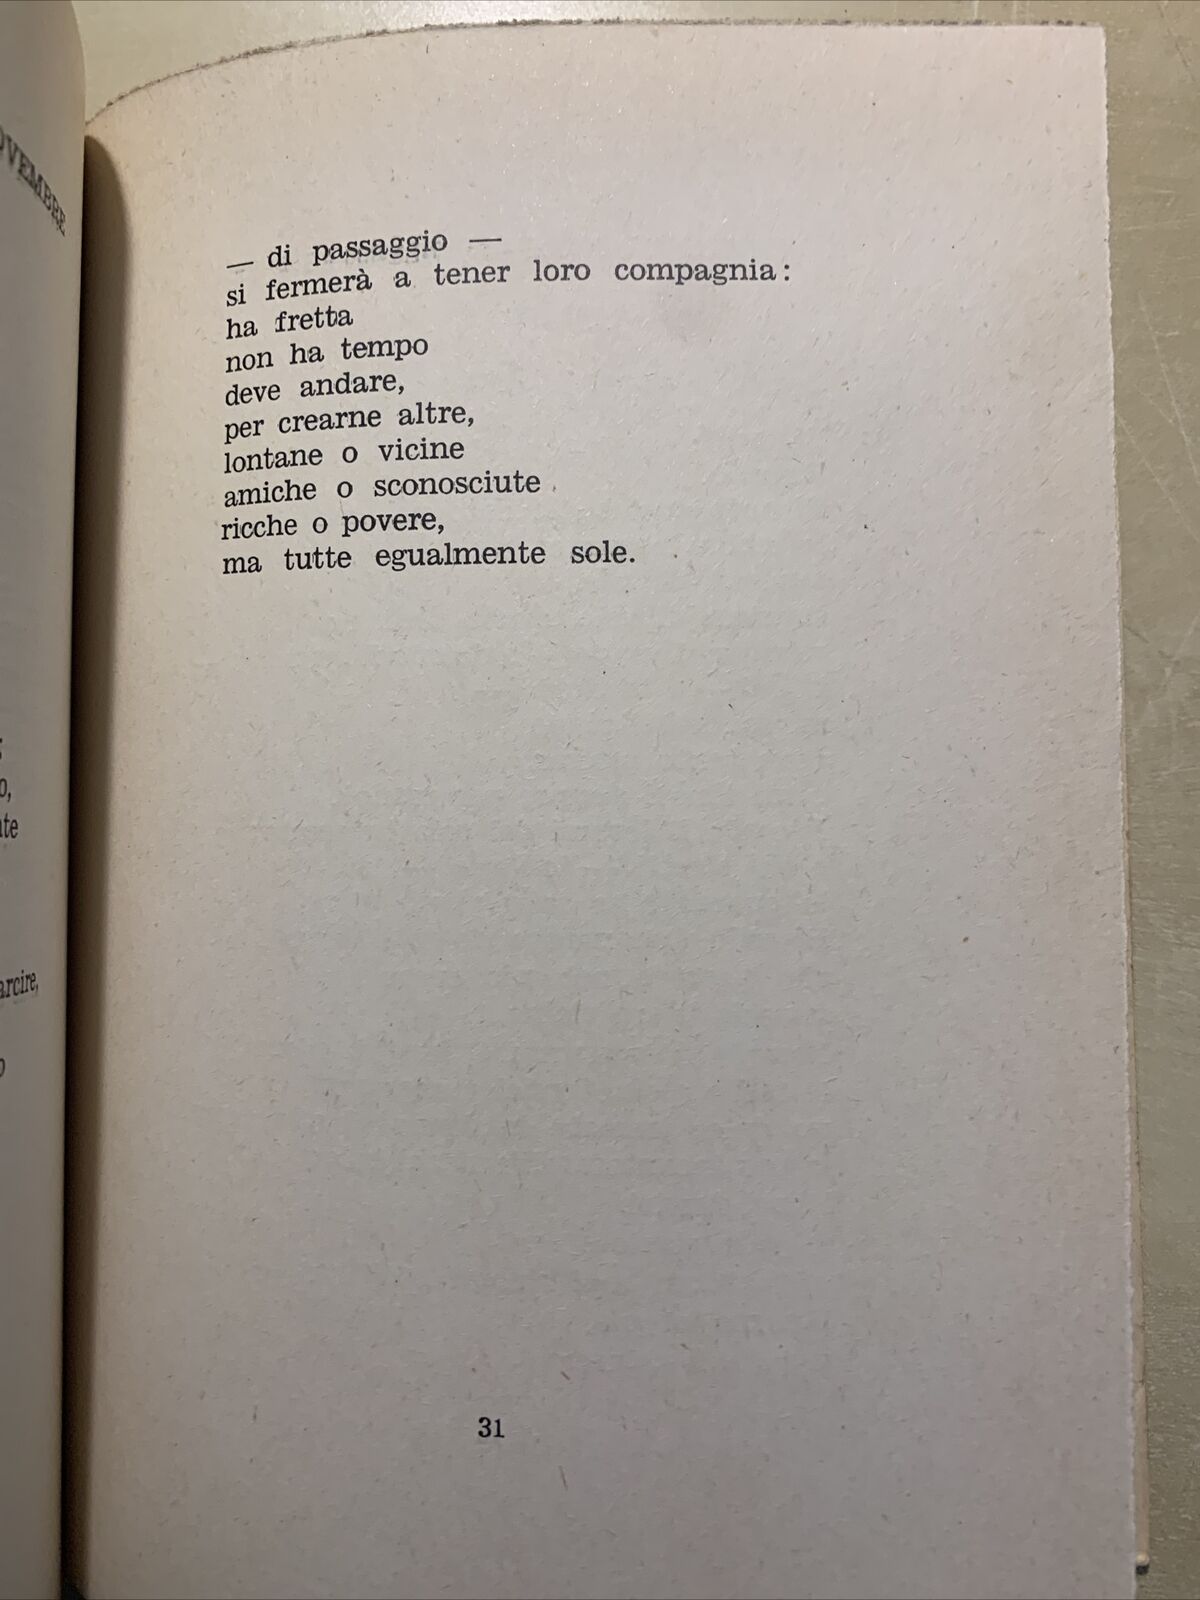 — di passaggio —
si fermerà a tener loro compagnia:
ha fretta
non ha tempo
deve andare,
per crearne altre,
lontane o vicine
amiche o sconosciute
ricche o povere,
ma tutte egualmente sole.
31